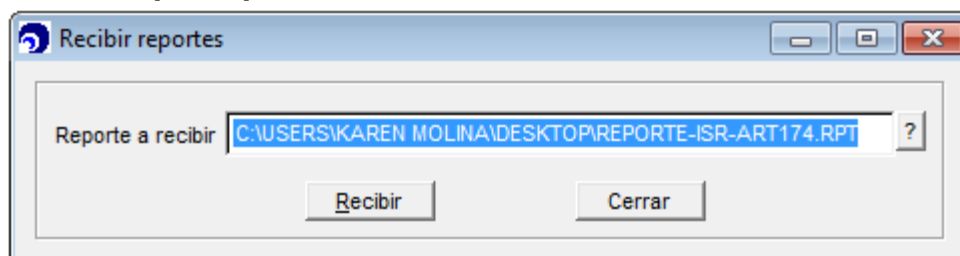 Recibir reportes
Reporte a recibir C:\USERS\KAREN MOLINA\DESKTOP\REPORTE-ISR-ART174.RPT ?
Recibir Cerrar